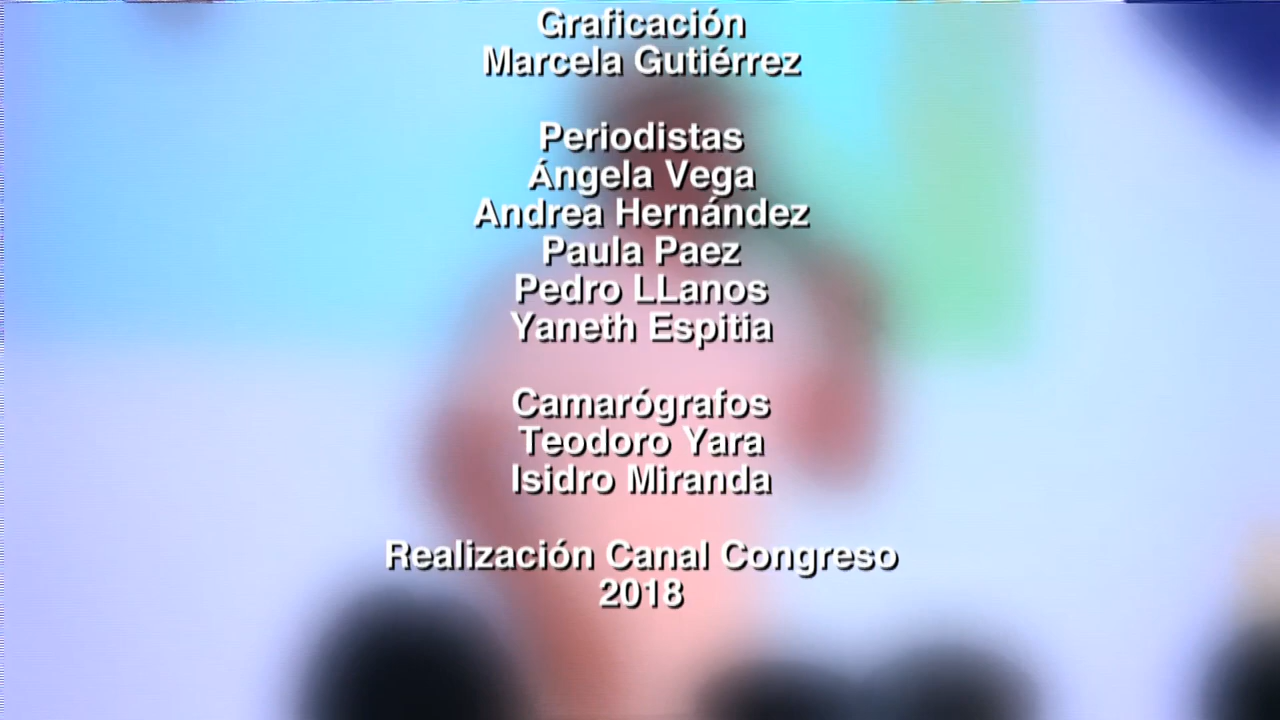 Graficación
Marcela Gutiérrez
Periodistas
Ángela Vega
Andrea Hernández
Paula Paez
Pedro LLanos
Yaneth Espitia
Camarógrafos
Teodoro Yara
Isidro Miranda
Realización Canal Congreso
2018